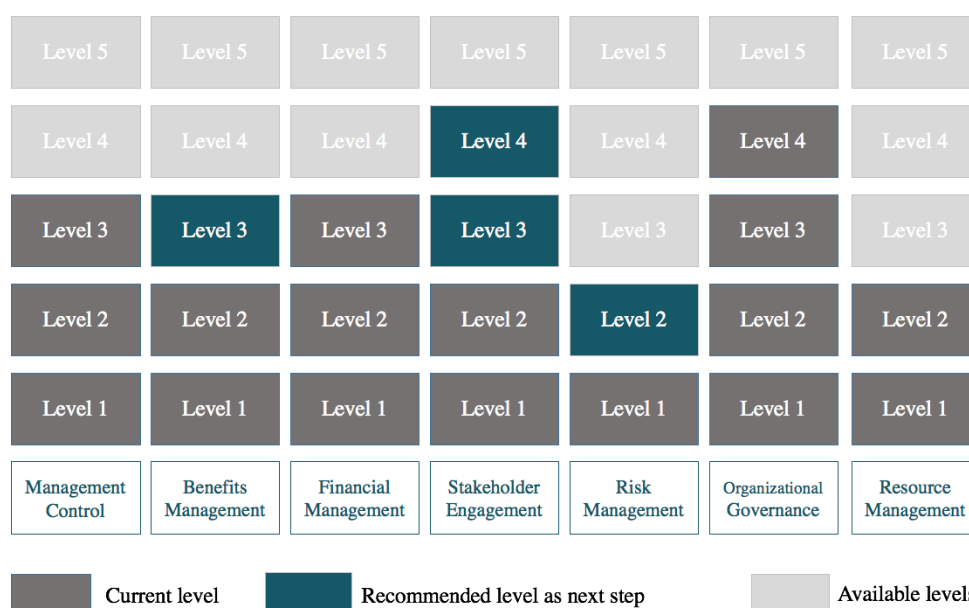 Level 5 Level 5 Level 5 Level 5 Level 5 Level 5 Level 5
Level 4 Level 4 Level 4 Level 4 Level 4 Level 4 Level 4
Level 3 Level 3 Level 3 Level 3 Level 3 Level 3 Level 3
Level 2 Level 2 Level 2 Level 2 Level 2 Level 2 Level 2
Level 1 Level 1 Level 1 Level 1 Level 1 Level 1 Level 1
Management
Control
Benefits
Management
Financial
Management
Stakeholder
Engagement
Risk
Management
Organizational
Governance
Resource
Management
Current level
Recommended level as next step
Available levels